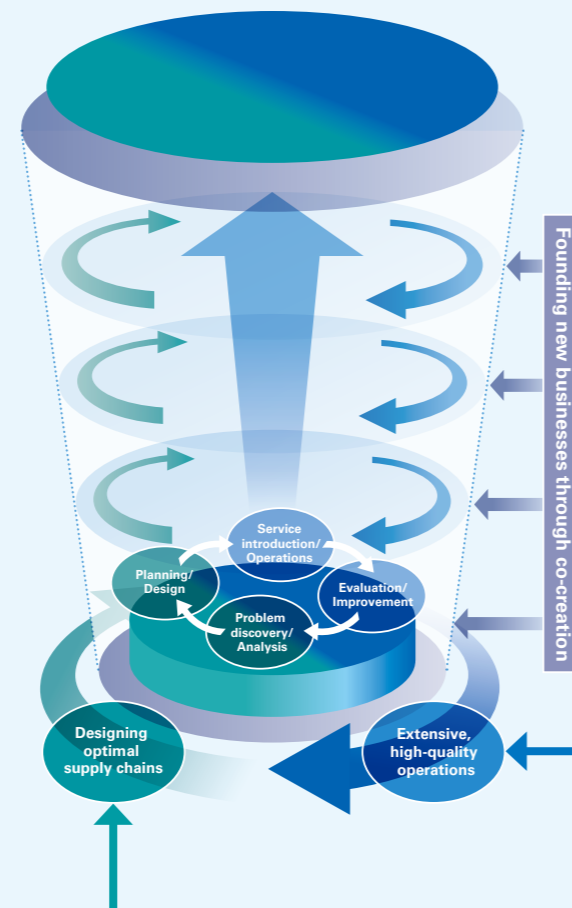 Founding new businesses through co-creation
Service
introduction/
Operations
Planning/
Design
Evaluation/
Improvement
Problem
discovery/
Analysis
Designing
optimal
supply chains
Extensive,
high-quality
operations